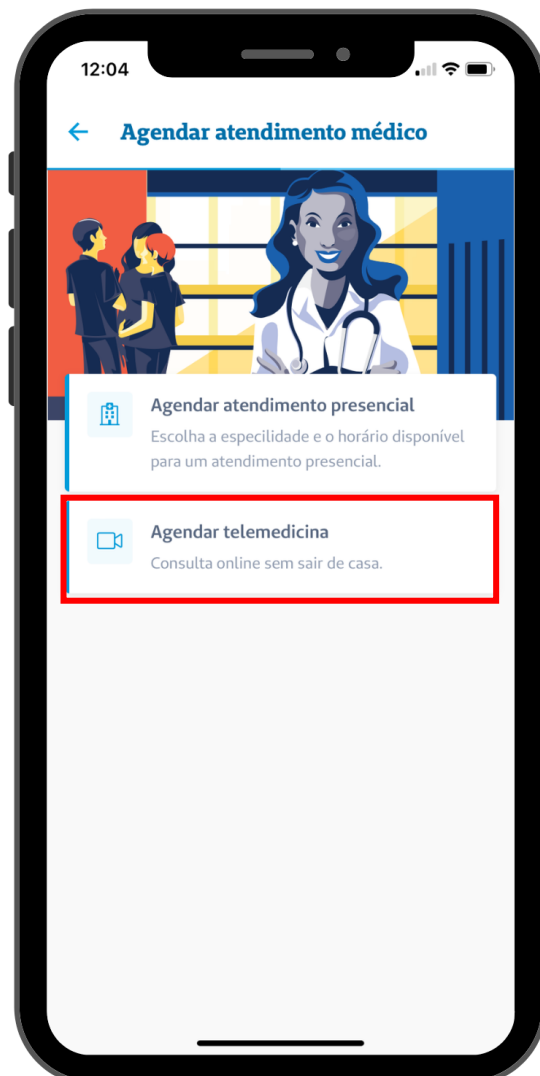 12:04
Agendar atendimento médico
Agendar atendimento presencial
Escolha a especilidade e o horário disponível
para um atendimento presencial.
Agendar telemedicina
Consulta online sem sair de casa.